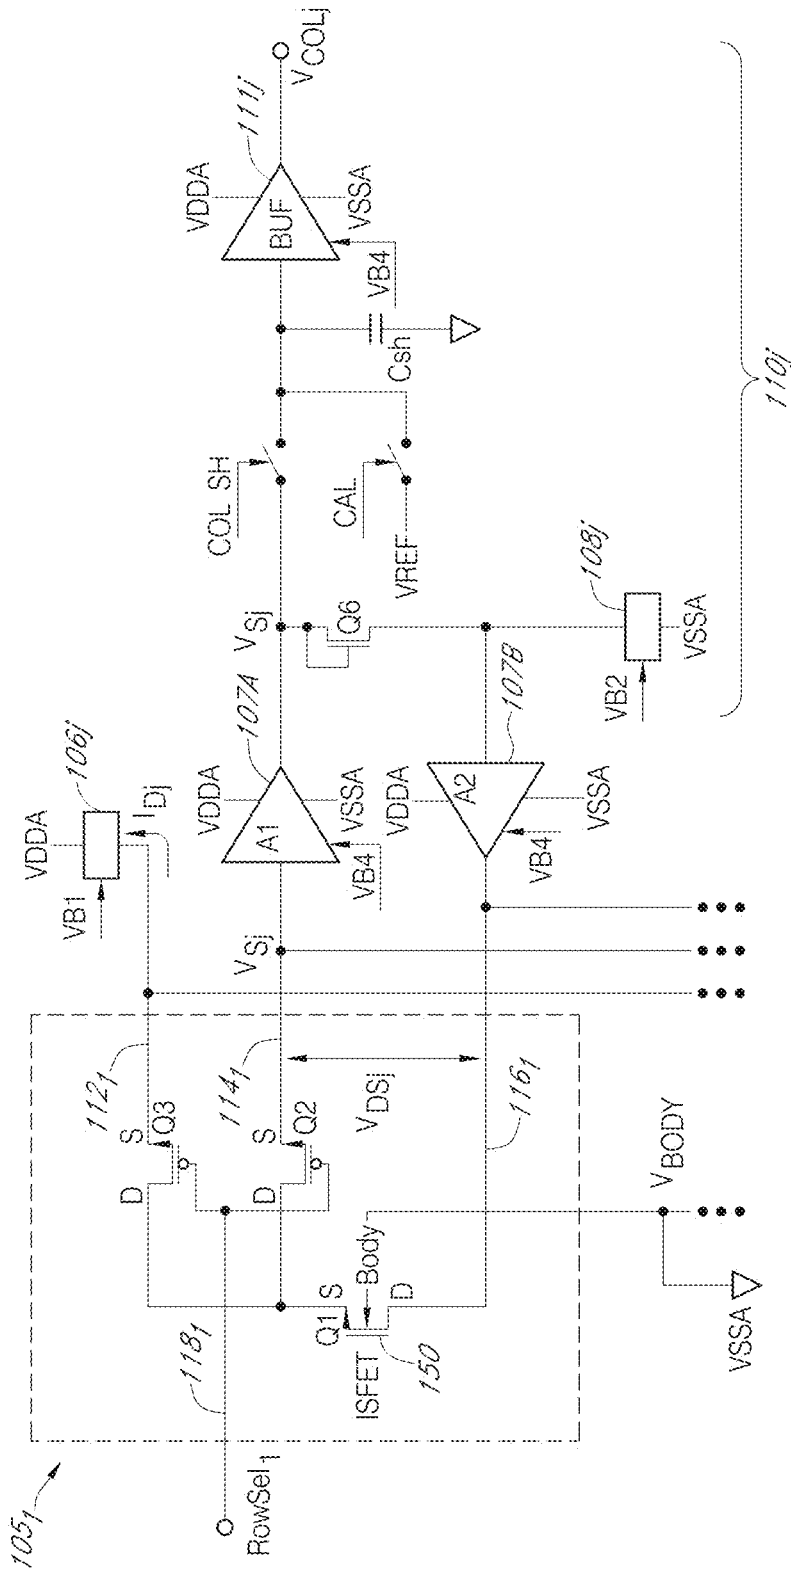 105₁
RowSel₁
118₁
112₁
S
Q3
D
114₁
S
Q2
D
Q1
S
ISFET
Body
D
150
V_DSj
116₁
V_BODY
VSSA
VDDA
106j
VB1
I_Dj
V_Sj
VDDA
107A
A1
VSSA
VB4
VDDA
A2
107B
VB4
VSSA
V_Sj
Q6
108j
VB2
VSSA
COL SH
CAL
VREF
Csh
VDDA
111j
BUF
VSSA
VB4
V_COLj
110j